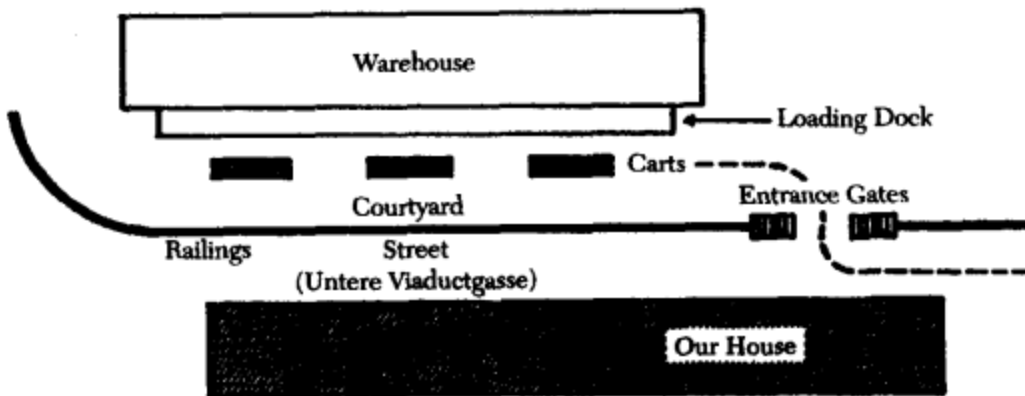 Warehouse
Loading Dock
Carts
Entrance Gates
Courtyard
Railings
Street
(Untere Viaductgasse)
Our House